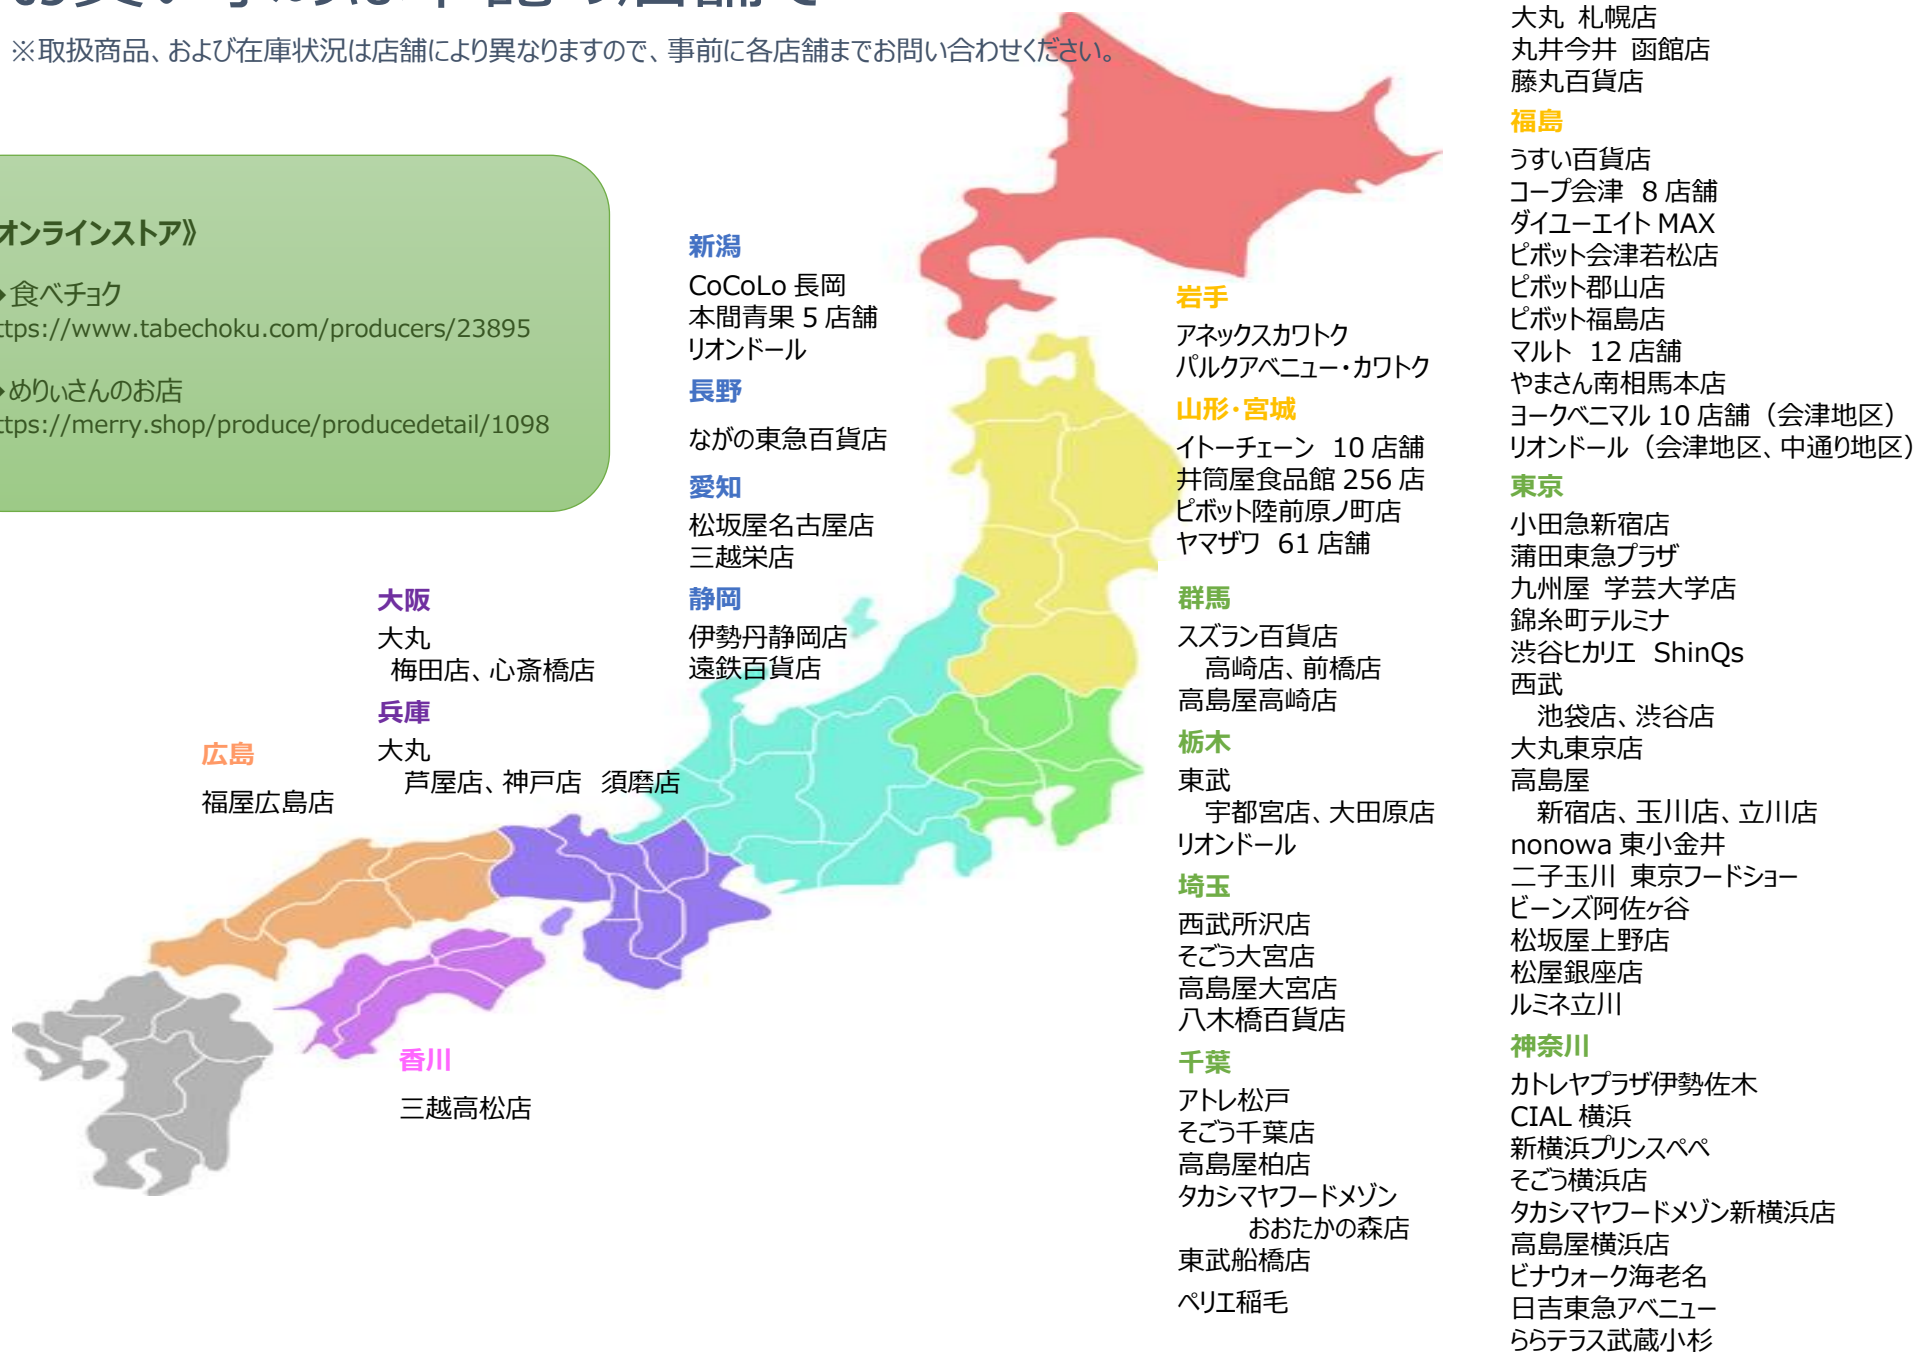 お買い求めは下記の店舗で
※取扱商品、および在庫状況は店舗により異なりますので、事前に各店舗までお問い合わせください。
オンラインストア》
食べチョク
ttps://www.tabechoku.com/producers/23895
めりぃさんのお店
ttps://merry.shop/produce/producedetail/1098
新潟
CoCoLo 長岡
本間青果 5 店舗
リオンドール
長野
ながの東急百貨店
愛知
松坂屋名古屋店
三越栄店
静岡
伊勢丹静岡店
遠鉄百貨店
大阪
大丸
梅田店、心斎橋店
兵庫
大丸
芦屋店、神戸店 須磨店
広島
福屋広島店
香川
三越高松店
岩手
アネックスカワトク
パルクアベニュー・カワトク
山形・宮城
イトーチェーン 10 店舗
井筒屋食品館 256 店
ピボット陸前原ノ町店
ヤマザワ 61 店舗
群馬
スズラン百貨店
高崎店、前橋店
高島屋高崎店
栃木
東武
宇都宮店、大田原店
リオンドール
埼玉
西武所沢店
そごう大宮店
高島屋大宮店
八木橋百貨店
千葉
アトレ松戸
そごう千葉店
高島屋柏店
タカシマヤフードメゾン
おおたかの森店
東武船橋店
ペリエ稲毛
大丸 札幌店
丸井今井 函館店
藤丸百貨店
福島
うすい百貨店
コープ会津 8 店舗
ダイユーエイト MAX
ピボット会津若松店
ピボット郡山店
ピボット福島店
マルト 12 店舗
やまさん南相馬本店
ヨークベニマル 10 店舗（会津地区）
リオンドール（会津地区、中通り地区）
東京
小田急新宿店
蒲田東急プラザ
九州屋 学芸大学店
錦糸町テルミナ
渋谷ヒカリエ ShinQs
西武
池袋店、渋谷店
大丸東京店
高島屋
新宿店、玉川店、立川店
nonowa 東小金井
二子玉川 東京フードショー
ビーンズ阿佐ヶ谷
松坂屋上野店
松屋銀座店
ルミネ立川
神奈川
カトレヤプラザ伊勢佐木
CIAL 横浜
新横浜プリンスペペ
そごう横浜店
タカシマヤフードメゾン新横浜店
高島屋横浜店
ビナウォーク海老名
日吉東急アベニュー
ららテラス武蔵小杉